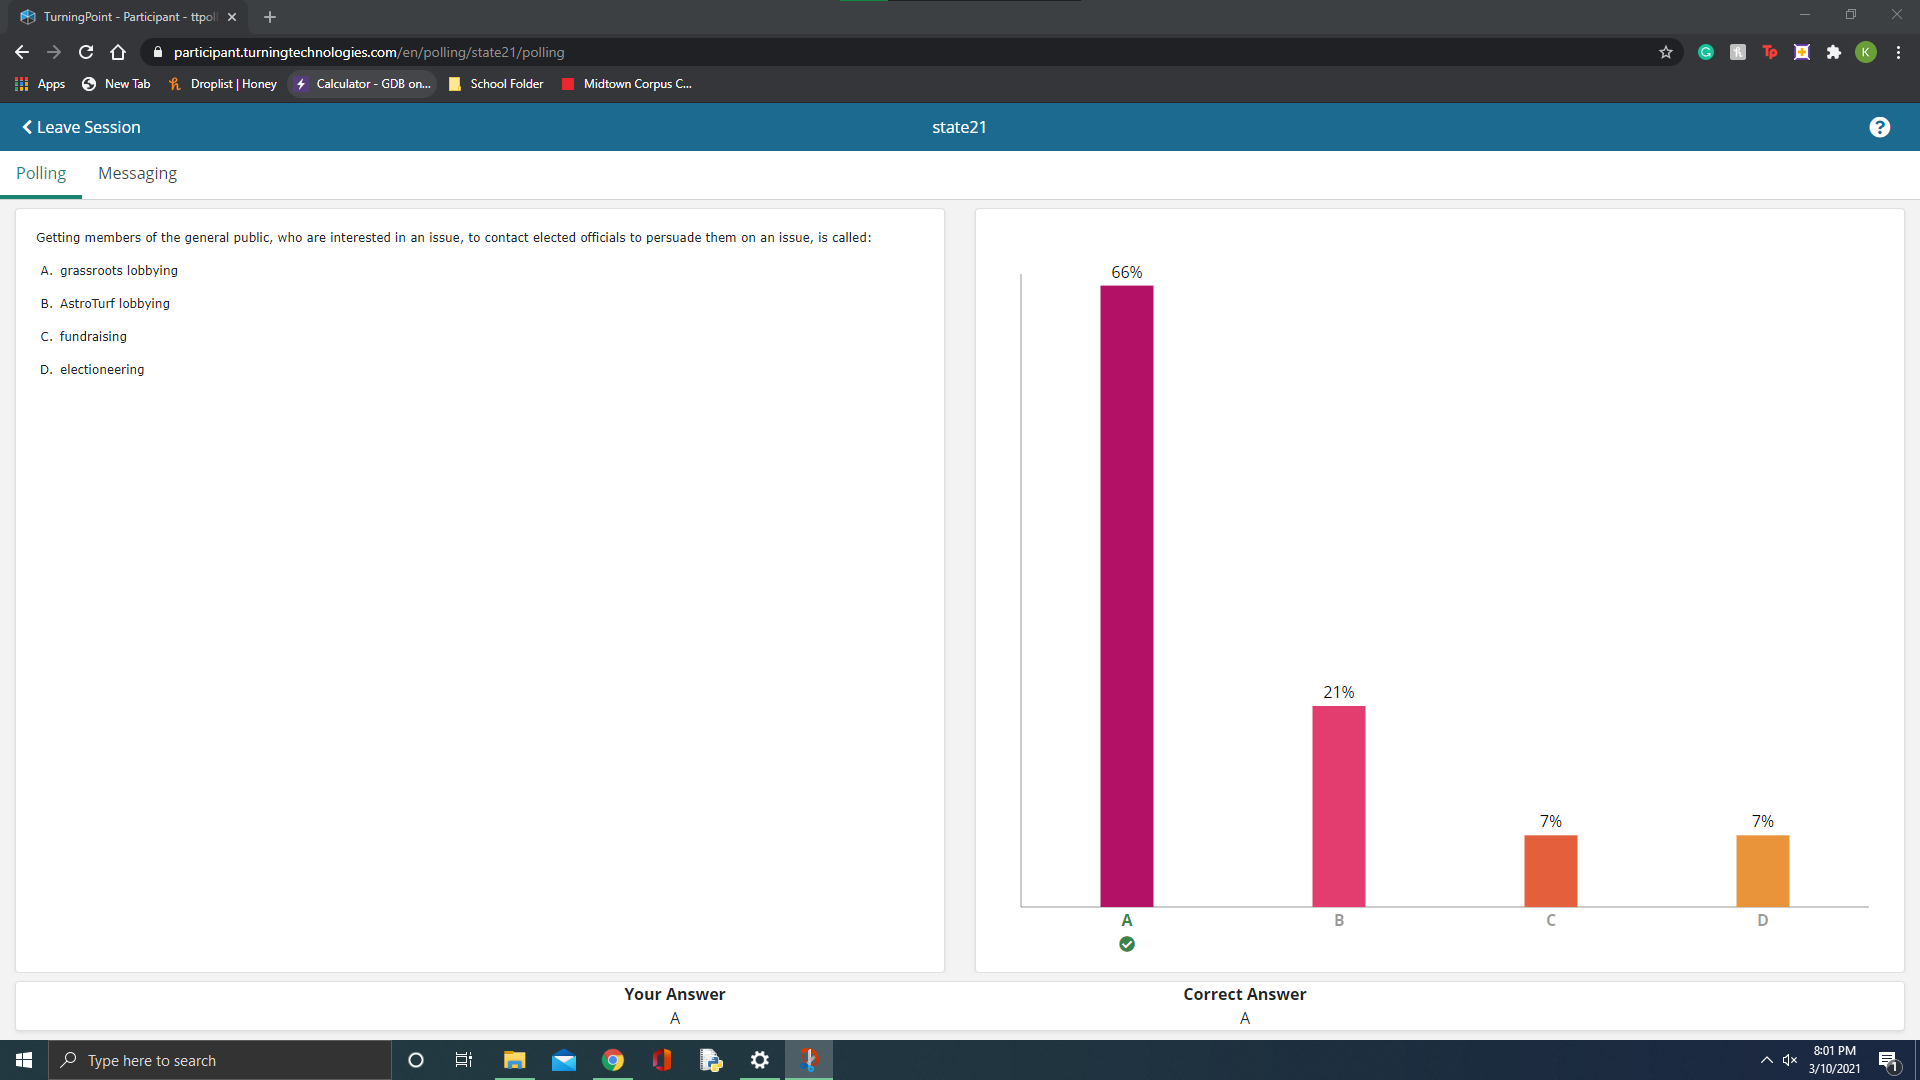 TurningPoint - Participant - ttpoll
participant.turningtechnologies.com/en/polling/state21/polling
Apps New Tab Droplist | Honey Calculator - GDB on... School Folder Midtown Corpus C...
Leave Session state21 ?
Polling Messaging
Getting members of the general public, who are interested in an issue, to contact elected officials to persuade them on an issue, is called:
A. grassroots lobbying
B. AstroTurf lobbying
C. fundraising
D. electioneering
66%
21%
7% 7%
A B C D
Your Answer Correct Answer
A A
Type here to search
8:01 PM
3/10/2021
1